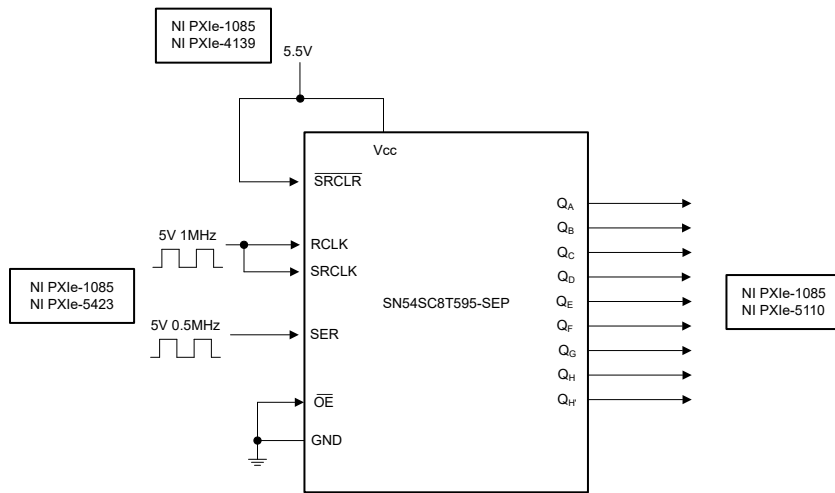 NI PXIe-1085
NI PXIe-4139
5.5V
Vcc
SRCLR
5V 1MHz
RCLK
SRCLK
NI PXIe-1085
NI PXIe-5423
5V 0.5MHz
SER
OE
GND
SN54SC8T595-SEP
QA
QB
QC
QD
QE
QF
QG
QH
QH'
NI PXIe-1085
NI PXIe-5110